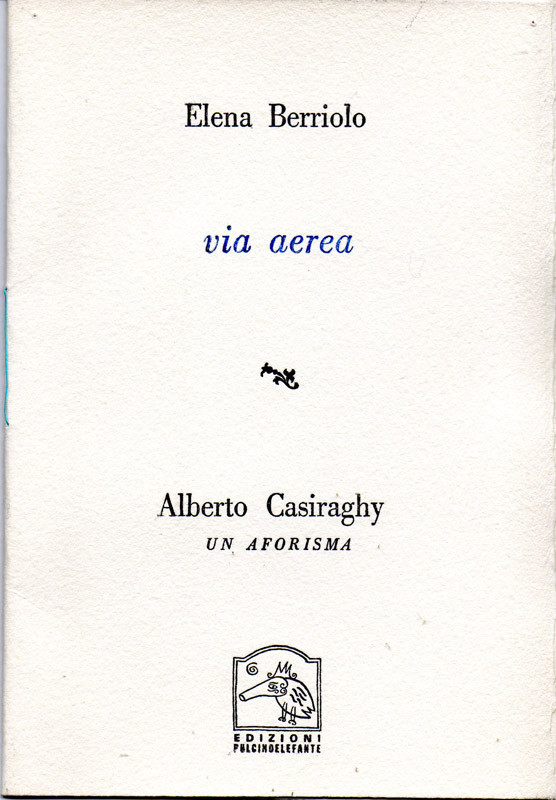 Elena Berriolo
via aerea
Alberto Casiraghy
UN AFORISMA
EDIZIONI
PULCINOELEFANTE